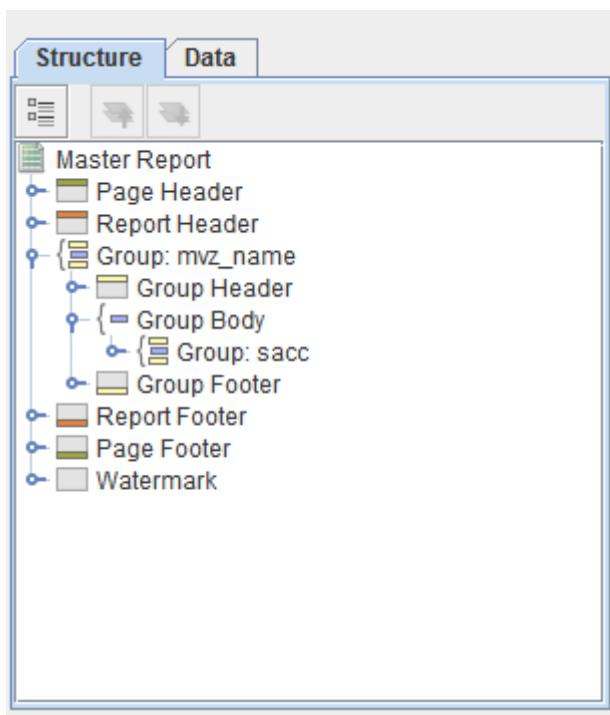 Structure Data
Master Report
Page Header
Report Header
Group: mvz_name
Group Header
Group Body
Group: sacc
Group Footer
Report Footer
Page Footer
Watermark